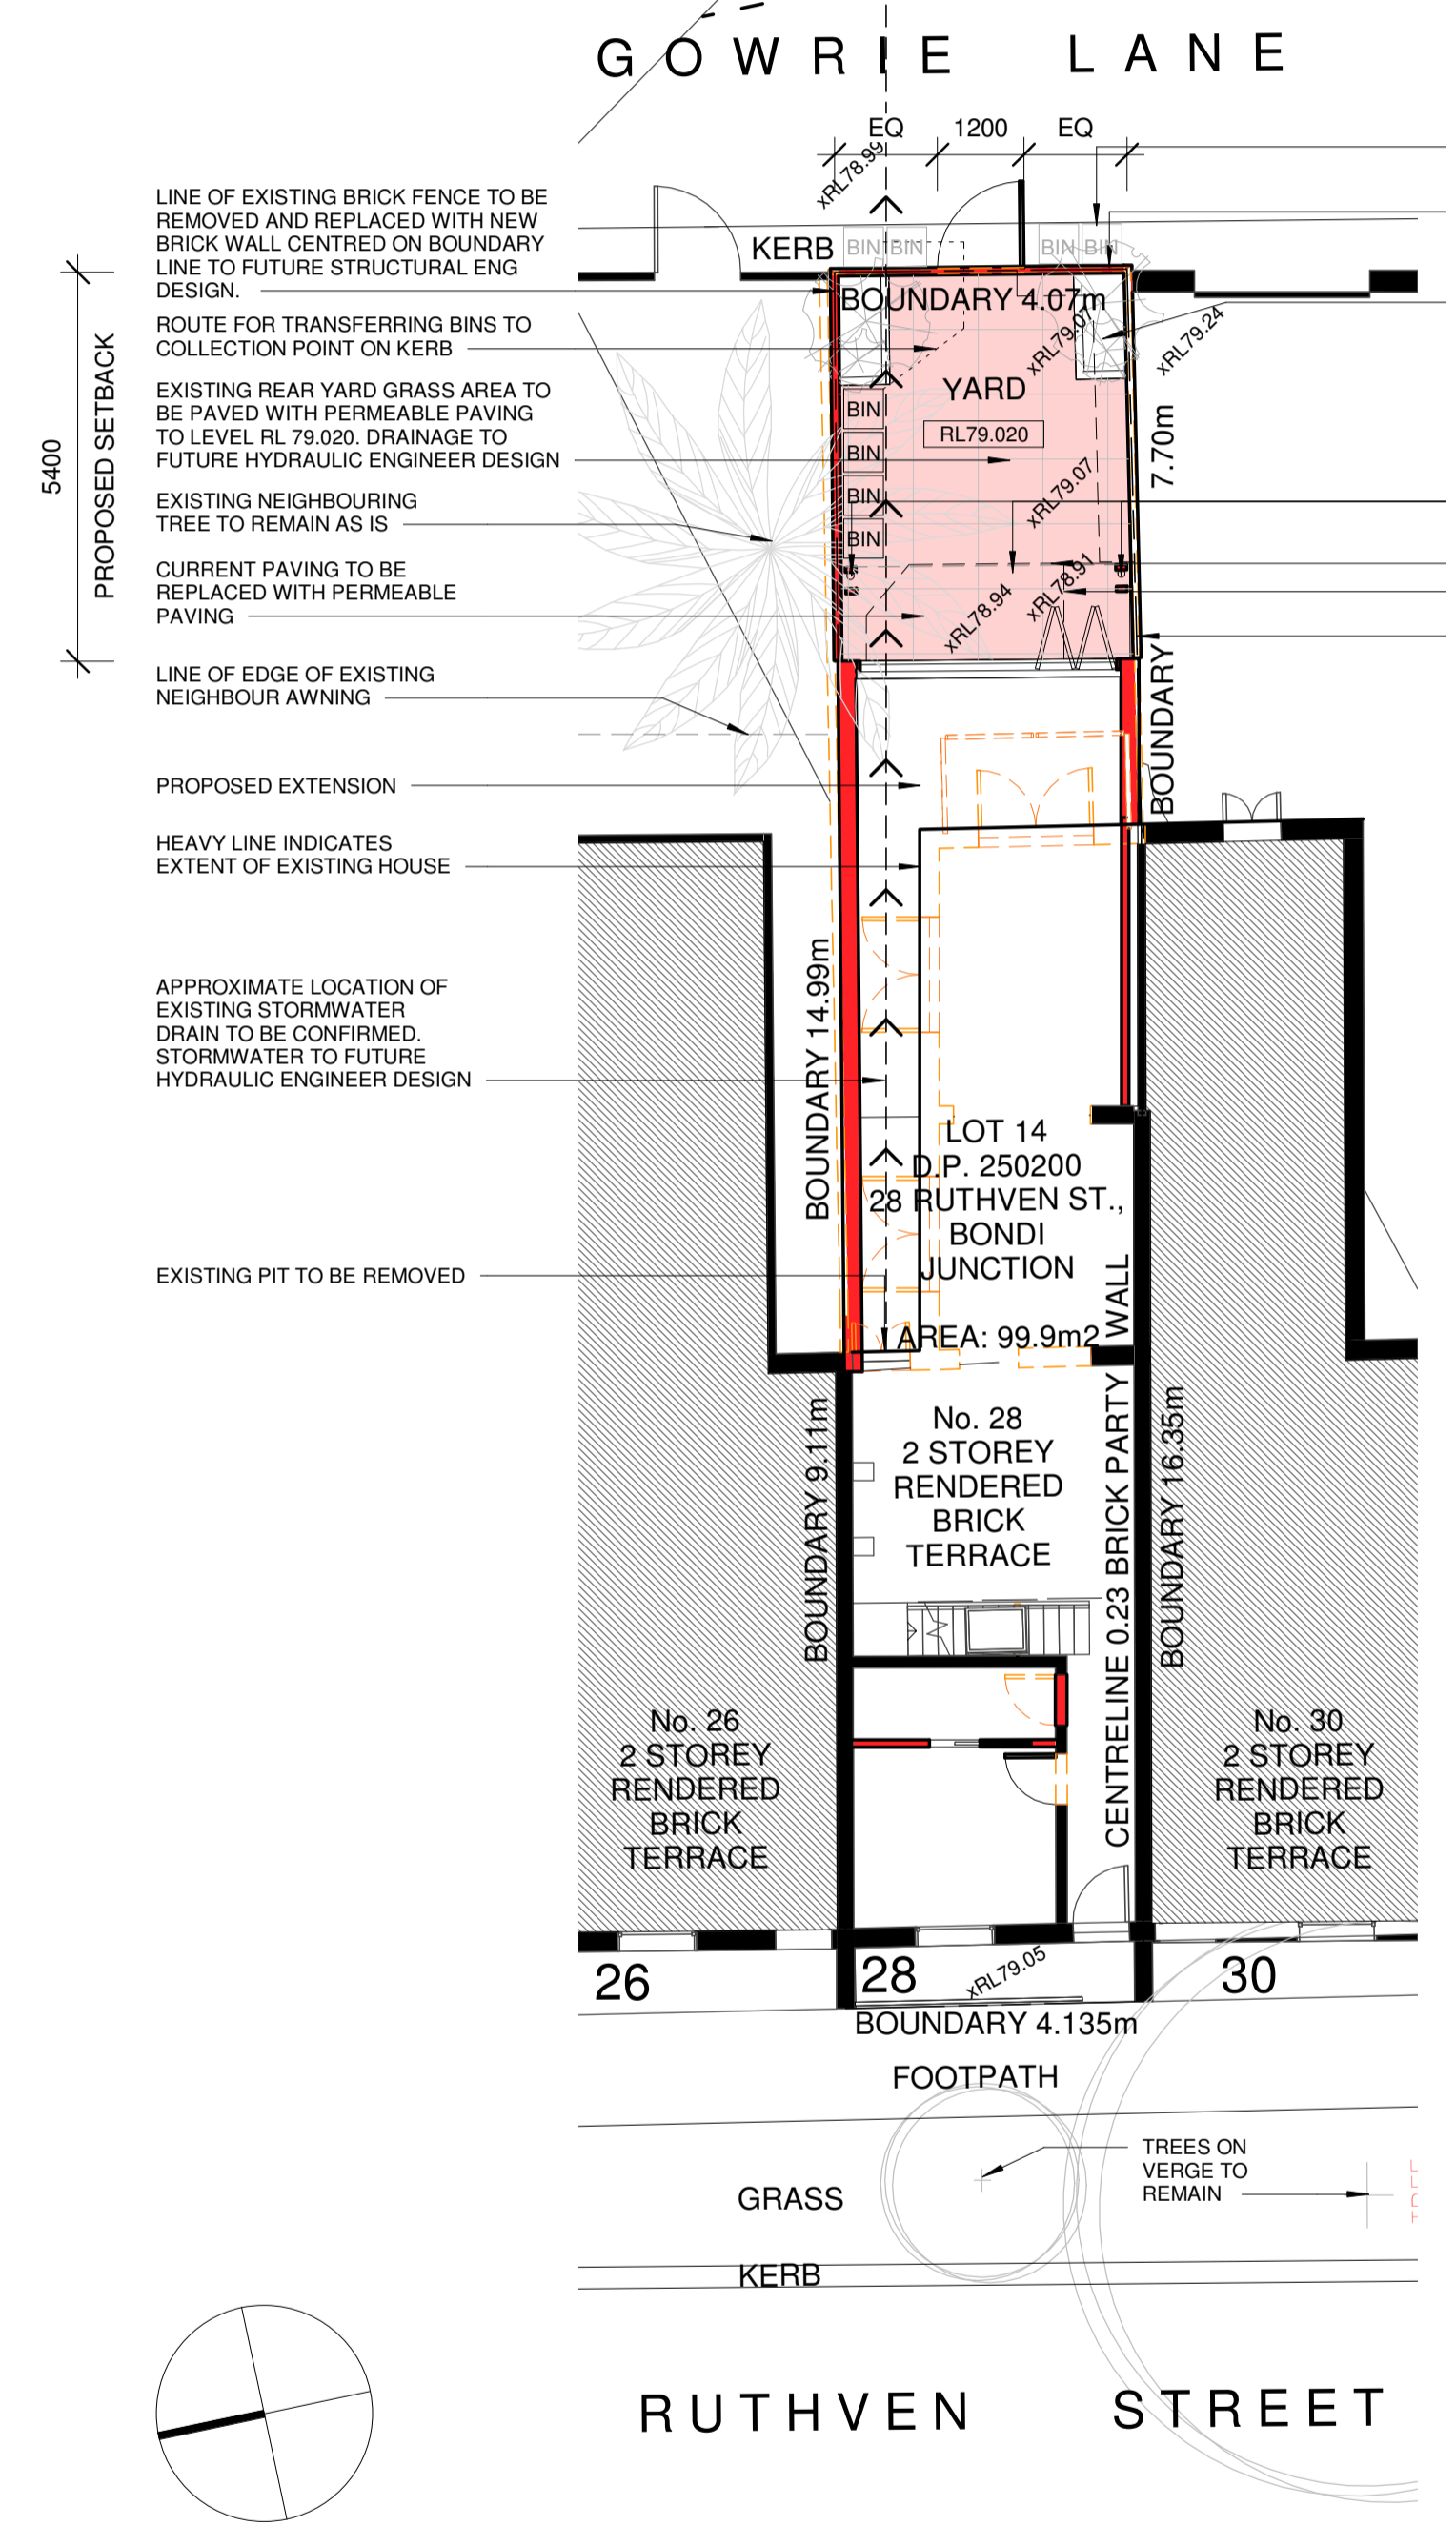 GOWRIE LANE
EQ 1200 EQ
xRL78.99
LINE OF EXISTING BRICK FENCE TO BE
REMOVED AND REPLACED WITH NEW
BRICK WALL CENTRED ON BOUNDARY
LINE TO FUTURE STRUCTURAL ENG
DESIGN.
ROUTE FOR TRANSFERRING BINS TO
COLLECTION POINT ON KERB
EXISTING REAR YARD GRASS AREA TO
BE PAVED WITH PERMEABLE PAVING
TO LEVEL RL 79.020. DRAINAGE TO
FUTURE HYDRAULIC ENGINEER DESIGN
EXISTING NEIGHBOURING
TREE TO REMAIN AS IS
CURRENT PAVING TO BE
REPLACED WITH PERMEABLE
PAVING
LINE OF EDGE OF EXISTING
NEIGHBOUR AWNING
PROPOSED EXTENSION
HEAVY LINE INDICATES
EXTENT OF EXISTING HOUSE
APPROXIMATE LOCATION OF
EXISTING STORMWATER
DRAIN TO BE CONFIRMED.
STORMWATER TO FUTURE
HYDRAULIC ENGINEER DESIGN
EXISTING PIT TO BE REMOVED
5400
PROPOSED SETBACK
KERB
BIN
BIN
BIN
BIN
BOUNDARY 4.07m
xRL79.07
xRL79.24
YARD
RL79.020
BIN
BIN
BIN
BIN
xRL79.07
xRL78.91
xRL78.94
BOUNDARY 7.70m
BOUNDARY 14.99m
LOT 14
D.P. 250200
28 RUTHVEN ST.,
BONDI
JUNCTION
AREA: 99.9m2
No. 28
2 STOREY
RENDERED
BRICK
TERRACE
BOUNDARY 9.11m
CENTRELINE 0.23 BRICK PARTY WALL
BOUNDARY 16.35m
No. 26
2 STOREY
RENDERED
BRICK
TERRACE
No. 30
2 STOREY
RENDERED
BRICK
TERRACE
26
28
30
xRL79.05
BOUNDARY 4.135m
FOOTPATH
TREES ON
VERGE TO
REMAIN
GRASS
KERB
RUTHVEN STREET